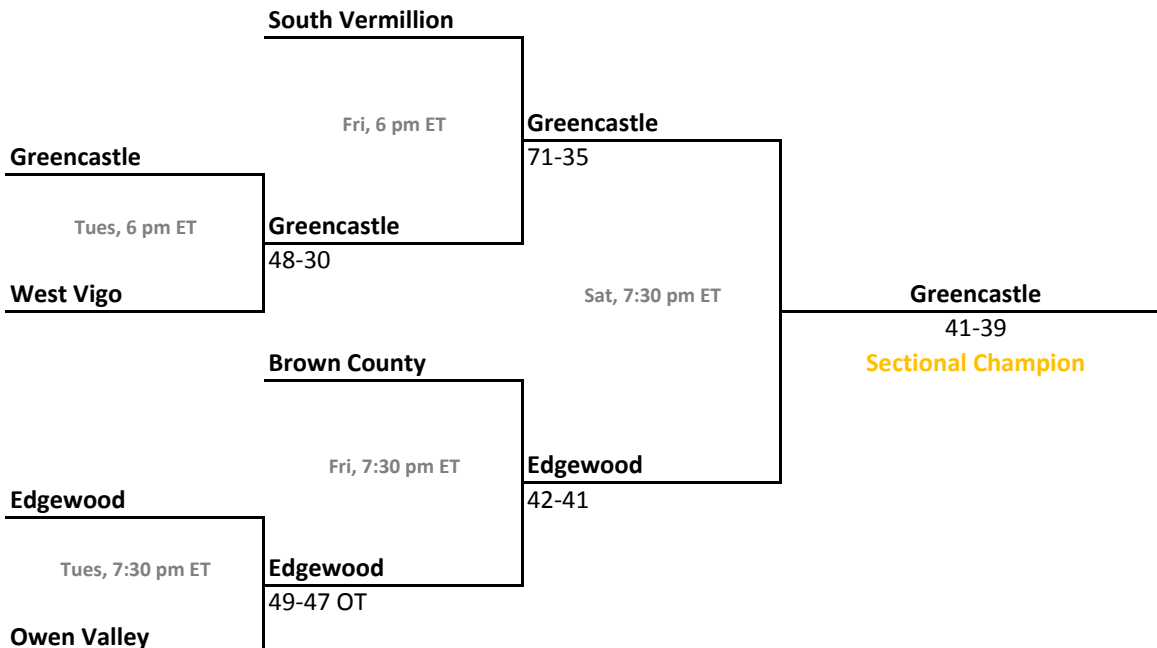 South Vermillion
Fri, 6 pm ET
Greencastle
Greencastle
71-35
Tues, 6 pm ET
Greencastle
48-30
West Vigo
Sat, 7:30 pm ET
Greencastle
41-39
Brown County
Sectional Champion
Fri, 7:30 pm ET
Edgewood
Edgewood
42-41
Tues, 7:30 pm ET
Edgewood
49-47 OT
Owen Valley